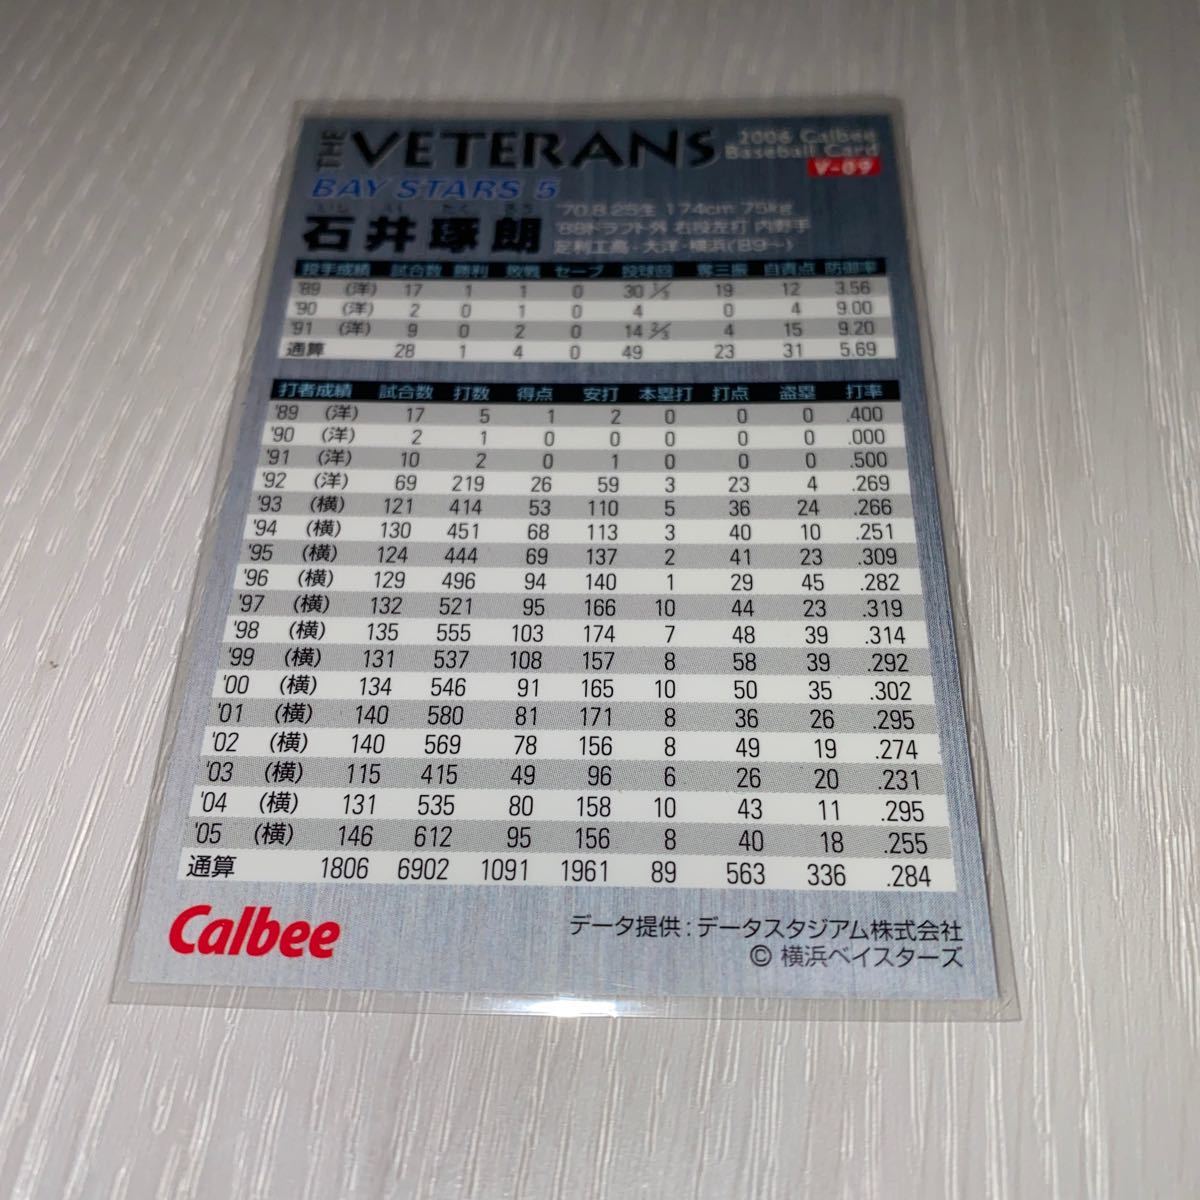 THE VETERANS
2006 Calbee
Baseball Card
V-09
BAY STARS 5
いし い たく ろう
石井琢朗
'70.8.25生 174cm 75kg
'89ドラフト外 右投左打 内野手
足利工高-大洋・横浜('89~)
投手成績 試合数 勝利 敗戦 セーブ 投球回 奪三振 自責点 防御率
'89 (洋) 17 1 1 0 30 1/3 19 12 3.56
'90 (洋) 2 0 1 0 4 0 4 9.00
'91 (洋) 9 0 2 0 14 2/3 4 15 9.20
通算 28 1 4 0 49 23 31 5.69
打者成績 試合数 打数 得点 安打 本塁打 打点 盗塁 打率
'89 (洋) 17 5 1 2 0 0 0 .400
'90 (洋) 2 1 0 0 0 0 0 .000
'91 (洋) 10 2 0 1 0 0 0 .500
'92 (洋) 69 219 26 59 3 23 4 .269
'93 (横) 121 414 53 110 5 36 24 .266
'94 (横) 130 451 68 113 3 40 10 .251
'95 (横) 124 444 69 137 2 41 23 .309
'96 (横) 129 496 94 140 1 29 45 .282
'97 (横) 132 521 95 166 10 44 23 .319
'98 (横) 135 555 103 174 7 48 39 .314
'99 (横) 131 537 108 157 8 58 39 .292
'00 (横) 134 546 91 165 10 50 35 .302
'01 (横) 140 580 81 171 8 36 26 .295
'02 (横) 140 569 78 156 8 49 19 .274
'03 (横) 115 415 49 96 6 26 20 .231
'04 (横) 131 535 80 158 10 43 11 .295
'05 (横) 146 612 95 156 8 40 18 .255
通算 1806 6902 1091 1961 89 563 336 .284
Calbee
データ提供:データスタジアム株式会社
© 横浜ベイスターズ